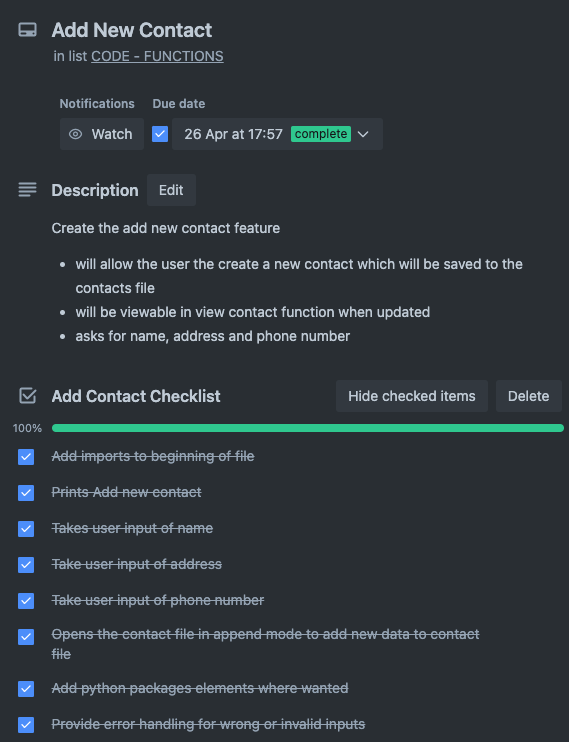 Add New Contact
in list CODE - FUNCTIONS
Notifications Due date
Watch 26 Apr at 17:57 complete
Description Edit
Create the add new contact feature
• will allow the user the create a new contact which will be saved to the
contacts file
• will be viewable in view contact function when updated
• asks for name, address and phone number
Add Contact Checklist Hide checked items Delete
100%
Add imports to beginning of file
Prints Add new contact
Takes user input of name
Take user input of address
Take user input of phone number
Opens the contact file in append mode to add new data to contact
file
Add python packages elements where wanted
Provide error handling for wrong or invalid inputs